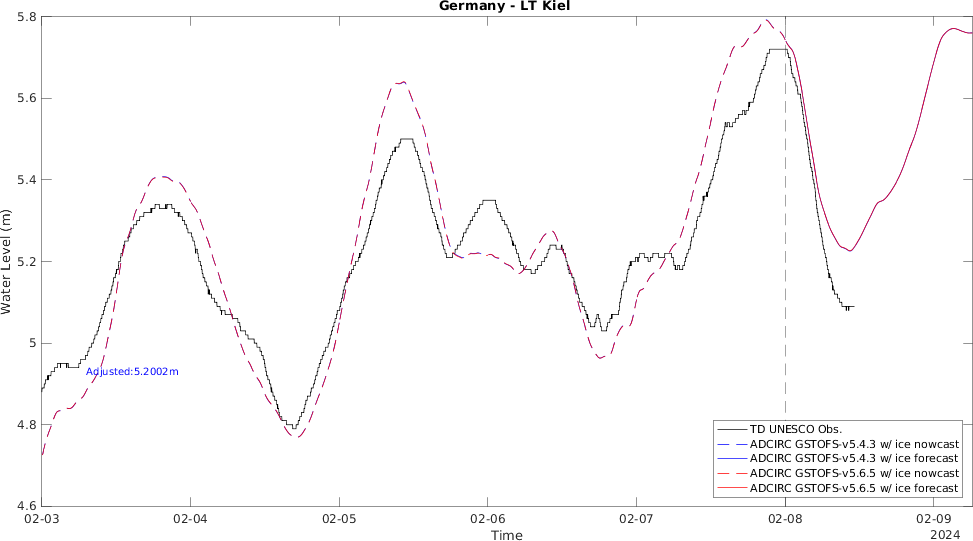 Germany - LT Kiel
5.8
5.6
5.4
5.2
5
4.8
4.6
Water Level (m)
Adjusted:5.2002m
TD UNESCO Obs.
ADCIRC GSTOFS-v5.4.3 w/ ice nowcast
ADCIRC GSTOFS-v5.4.3 w/ ice forecast
ADCIRC GSTOFS-v5.6.5 w/ ice nowcast
ADCIRC GSTOFS-v5.6.5 w/ ice forecast
02-03 02-04 02-05 02-06 02-07 02-08 02-09
Time
2024